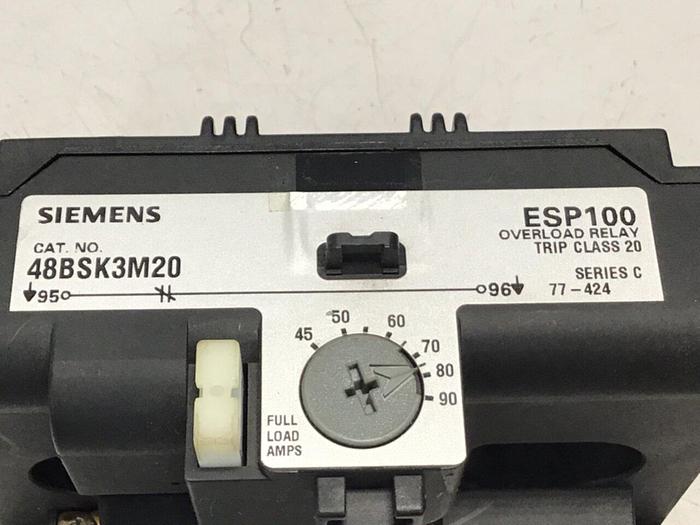 SIEMENS
ESP100
OVERLOAD RELAY
TRIP CLASS 20
CAT. NO.
48BSK3M20
SERIES C
95
96
77-424
45
50
60
70
80
90
FULL
LOAD
AMPS